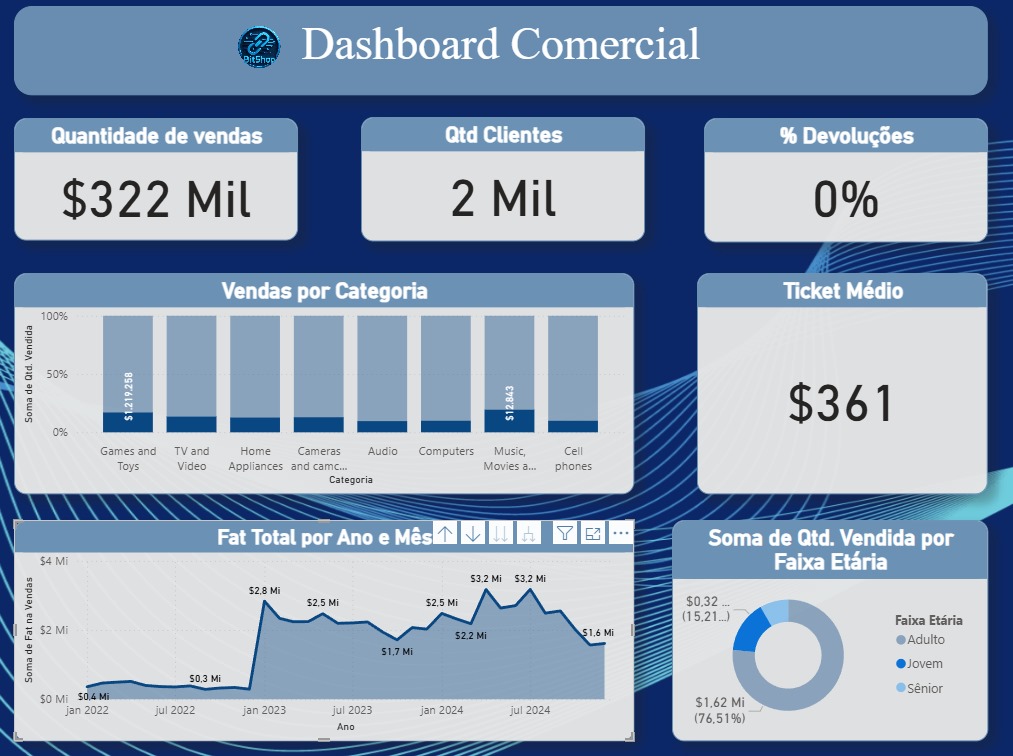 BitShop
Dashboard Comercial
Quantidade de vendas
$322 Mil
Qtd Clientes
2 Mil
% Devoluções
0%
Vendas por Categoria
Soma de Qtd. Vendida
100%
50%
0%
$1.219.258
$12.843
Games and
Toys
TV and
Video
Home
Appliances
Cameras
and camc...
Audio
Computers
Music,
Movies a...
Cell
phones
Categoria
Ticket Médio
$361
Fat Total por Ano e Mês
Soma de Fat na Vendas
$4 Mi
$2 Mi
$0 Mi
$0,4 Mi
$0,3 Mi
$2,8 Mi
$2,5 Mi
$1,7 Mi
$2,5 Mi
$2,2 Mi
$3,2 Mi
$3,2 Mi
$1,6 Mi
jan 2022
jul 2022
jan 2023
jul 2023
jan 2024
jul 2024
Ano
Soma de Qtd. Vendida por
Faixa Etária
$0,32 ...
(15,21...)
$1,62 Mi
(76,51%)
Faixa Etária
Adulto
Jovem
Sênior